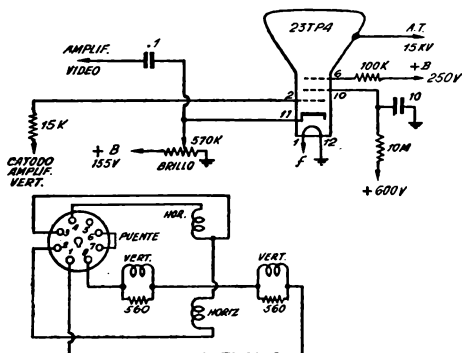 23TP4
A.T.
15KV
AMPLIF.
VIDEO
.1
100K
+B
250V
6
10
2
11
1
12
f
10
10M
+600V
15K
CATODO
AMPLIF.
VERT.
+B
155V
570K
BRILLO
HOR.
PUENTE
4
5
3
6
2
7
1
8
VERT.
560
HORIZ
VERT.
560